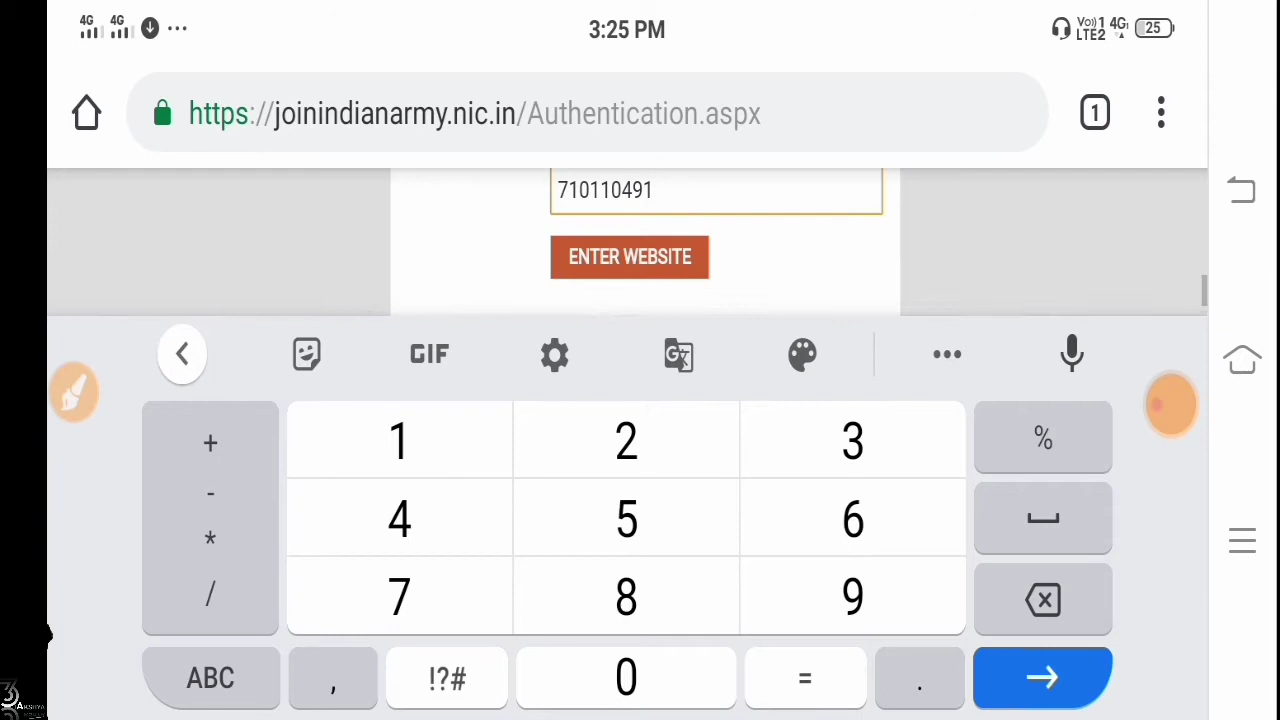 4G 4G ... 3:25 PM Vo) 1 LTE2 4G 25
https://joinindianarmy.nic.in/Authentication.aspx 1
710110491
ENTER WEBSITE
GIF G ...
+ 1 2 3 %
- 4 5 6
*
/ 7 8 9
ABC , !?# 0 = .